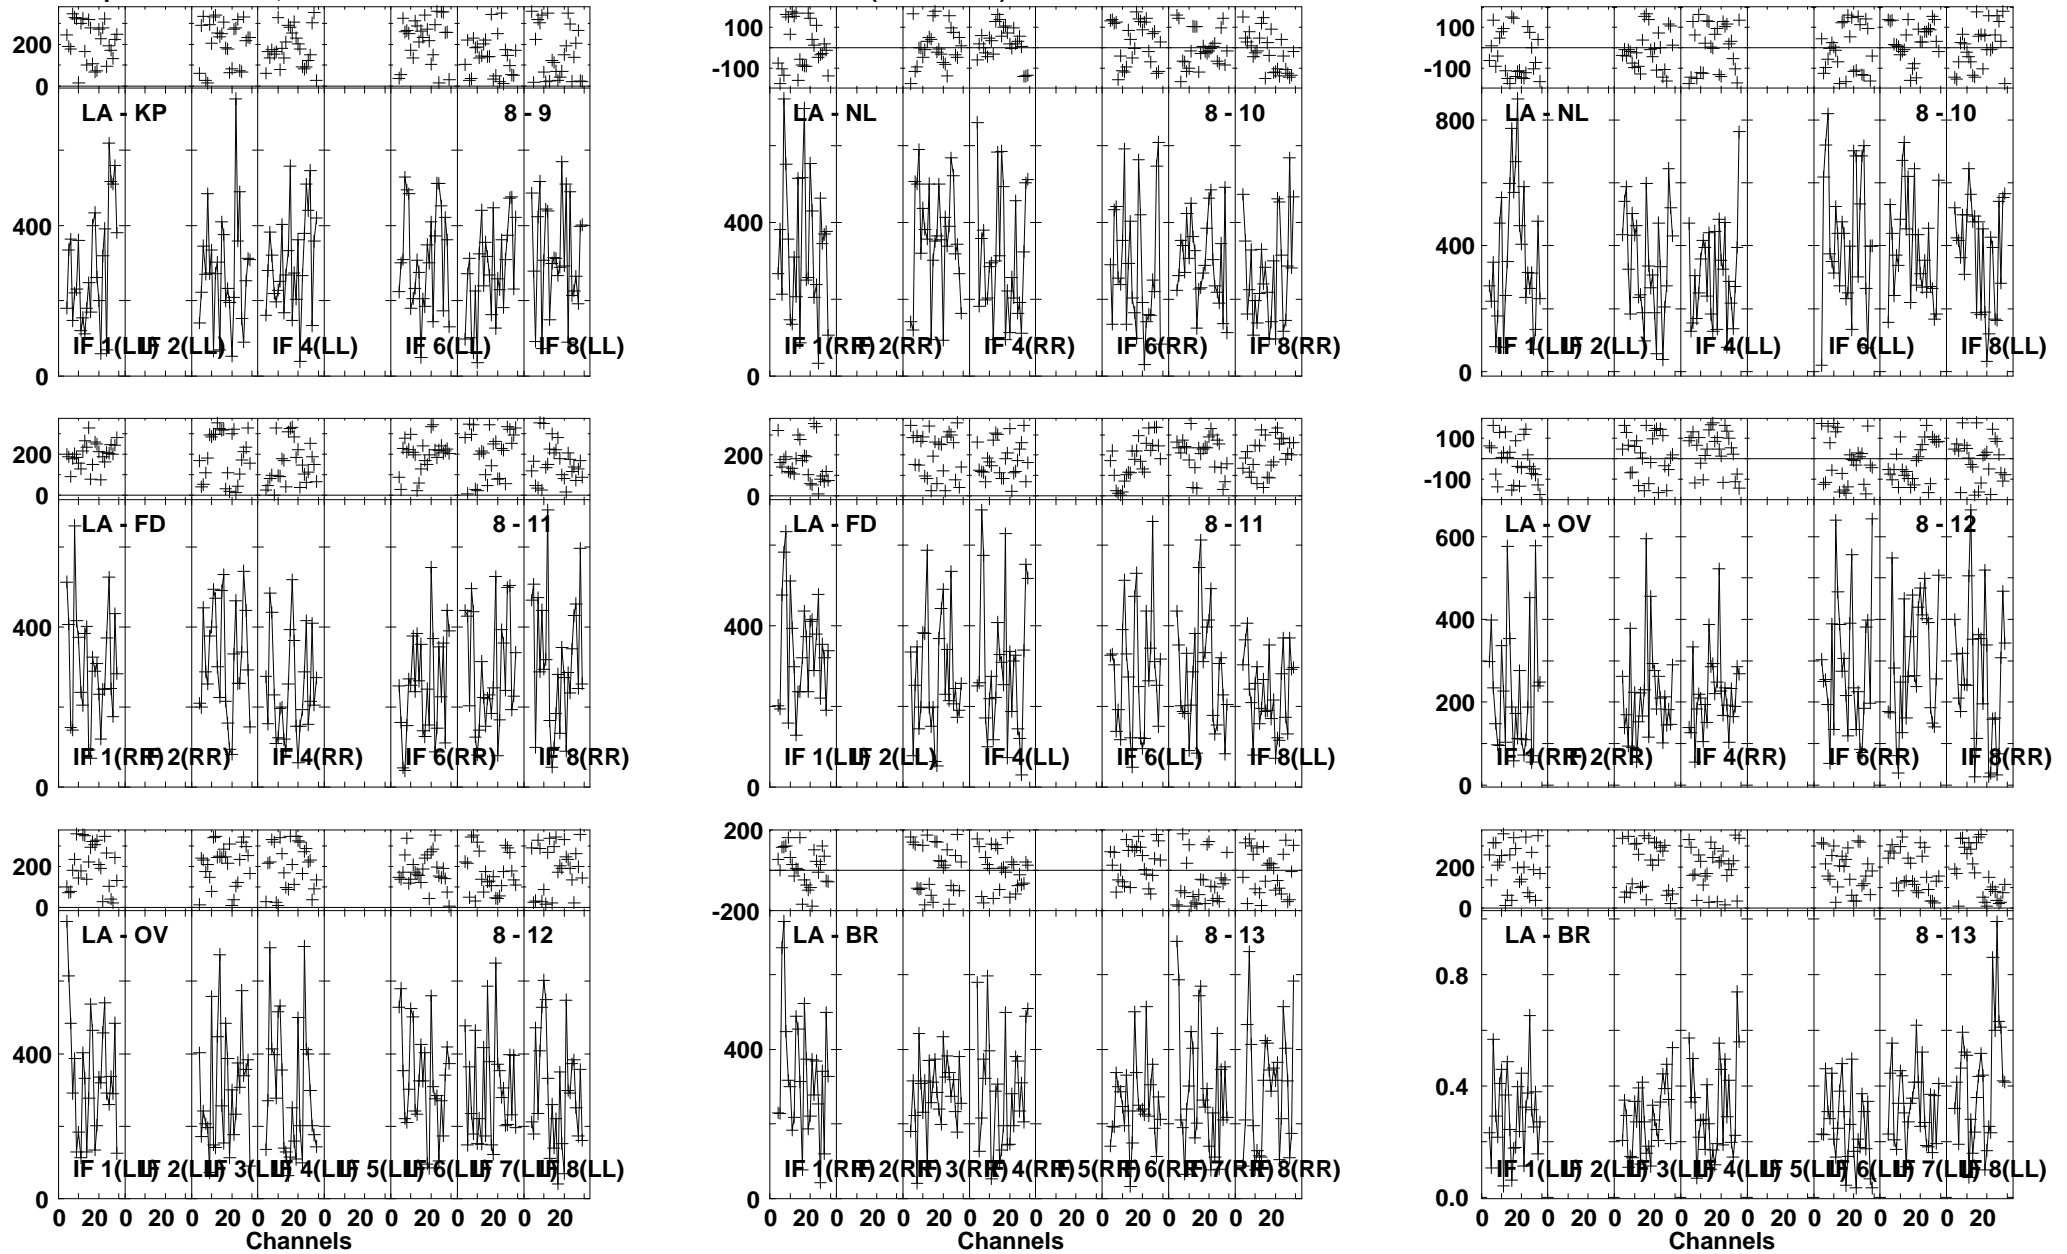 200
0
100
-100
100
-100
LA - KP 8 - 9
LA - NL 8 - 10
LA - NL 8 - 10
400
0
400
0
800
600
400
200
0
IF 1(LL) IF 2(LL) IF 4(LL) IF 6(LL) IF 8(LL)
IF 1(RR) IF 2(RR) IF 4(RR) IF 6(RR) IF 8(RR)
IF 1(LL) IF 2(LL) IF 4(LL) IF 6(LL) IF 8(LL)
200
0
200
0
100
-100
LA - FD 8 - 11
LA - FD 8 - 11
LA - OV 8 - 12
400
0
400
0
600
400
200
0
IF 1(RR) IF 2(RR) IF 4(RR) IF 6(RR) IF 8(RR)
IF 1(LL) IF 2(LL) IF 4(LL) IF 6(LL) IF 8(LL)
IF 1(RR) IF 2(RR) IF 4(RR) IF 6(RR) IF 8(RR)
200
0
200
-200
200
0
LA - OV 8 - 12
LA - BR 8 - 13
LA - BR 8 - 13
400
0
400
0
0.8
0.4
0.0
IF 1(LL) IF 2(LL) IF 3(LL) IF 4(LL) IF 5(LL) IF 6(LL) IF 7(LL) IF 8(LL)
IF 1(RR) IF 2(RR) IF 3(RR) IF 4(RR) IF 5(RR) IF 6(RR) IF 7(RR) IF 8(RR)
IF 1(LL) IF 2(LL) IF 3(LL) IF 4(LL) IF 5(LL) IF 6(LL) IF 7(LL) IF 8(LL)
0 20 0 20 0 20 0 20 0 20 0 20 0 20 0 20
0 20 0 20 0 20 0 20 0 20 0 20 0 20 0 20
0 20 0 20 0 20 0 20 0 20 0 20 0 20 0 20
Channels
Channels
Channels